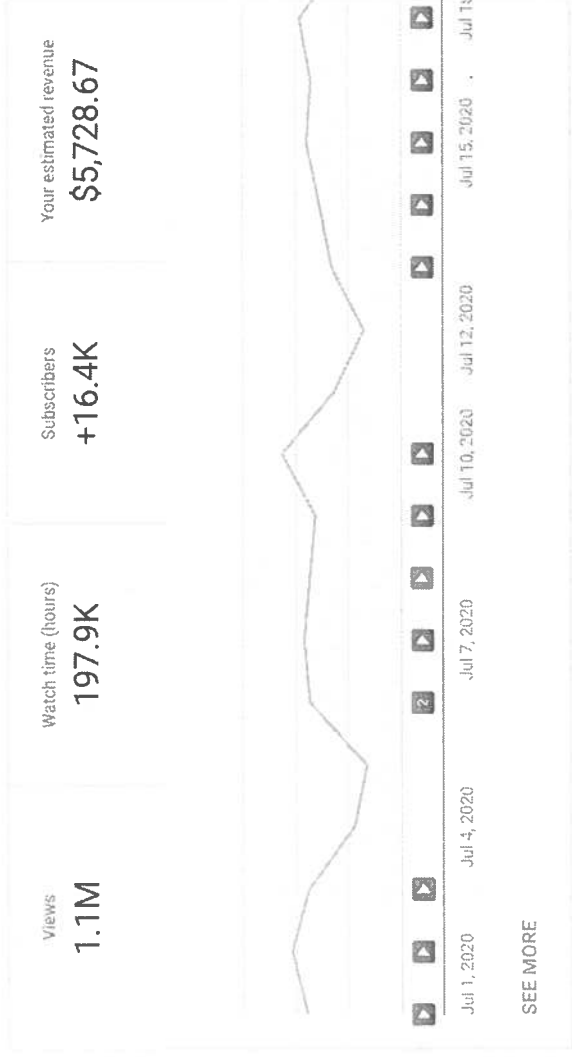 Views
1.1M
Watch time (hours)
197.9K
Subscribers
+16.4K
Your estimated revenue
$5,728.67
2
Jul 1, 2020
Jul 4, 2020
Jul 7, 2020
Jul 10, 2020
Jul 12, 2020
Jul 15, 2020
SEE MORE